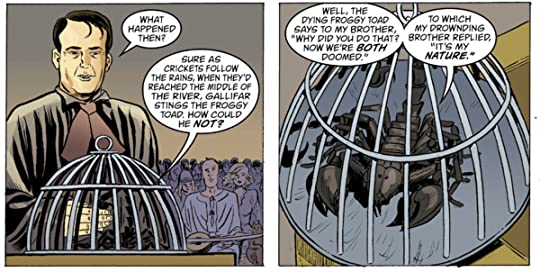 WHAT
HAPPENED
THEN?
SURE AS
CRICKETS FOLLOW
THE RAINS, WHEN THEY'D
REACHED THE MIDDLE OF
THE RIVER, GALLIFAR
STINGS THE FROGGY
TOAD. HOW COULD
HE NOT?
WELL, THE
DYING FROGGY TOAD
SAYS TO MY BROTHER,
"WHY DID YOU DO THAT?
NOW WE'RE BOTH
DOOMED."
TO WHICH
MY DROWNDING
BROTHER REPLIED,
"IT'S MY
NATURE."